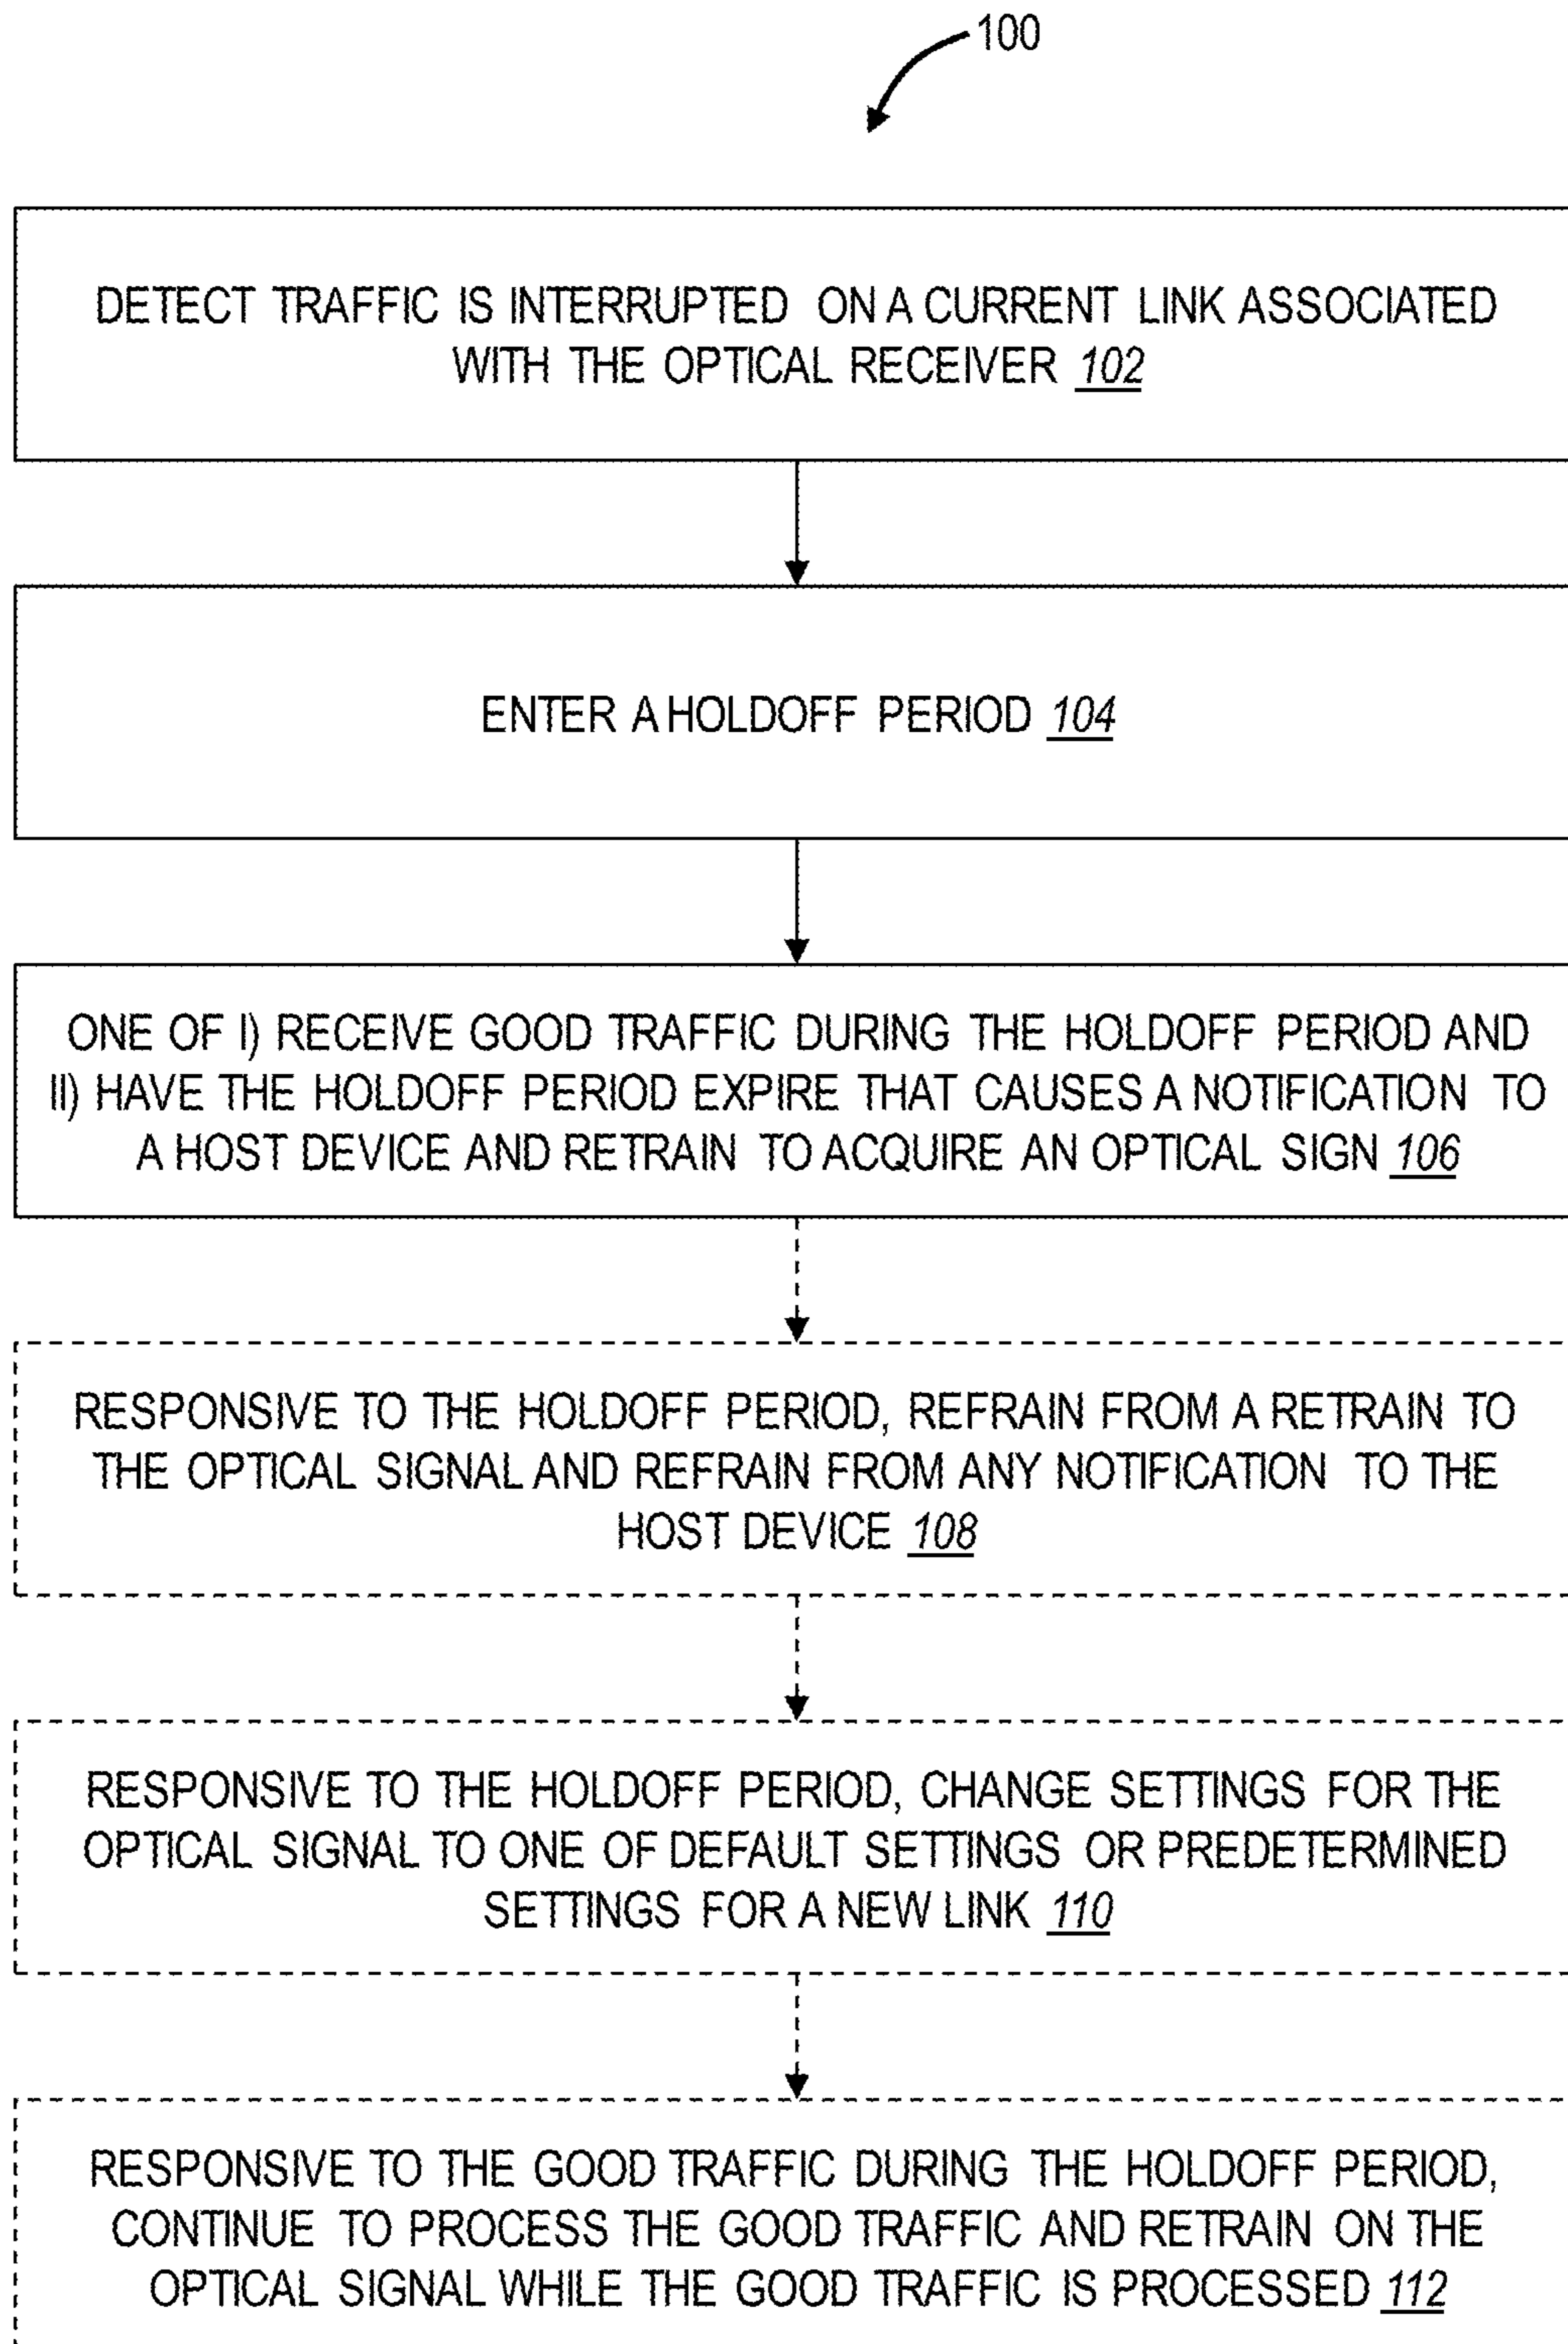 100
DETECT TRAFFIC IS INTERRUPTED ON A CURRENT LINK ASSOCIATED
WITH THE OPTICAL RECEIVER 102
ENTER A HOLDOFF PERIOD 104
ONE OF I) RECEIVE GOOD TRAFFIC DURING THE HOLDOFF PERIOD AND
II) HAVE THE HOLDOFF PERIOD EXPIRE THAT CAUSES A NOTIFICATION TO
A HOST DEVICE AND RETRAIN TO ACQUIRE AN OPTICAL SIGN 106
RESPONSIVE TO THE HOLDOFF PERIOD, REFRAIN FROM A RETRAIN TO
THE OPTICAL SIGNAL AND REFRAIN FROM ANY NOTIFICATION TO THE
HOST DEVICE 108
RESPONSIVE TO THE HOLDOFF PERIOD, CHANGE SETTINGS FOR THE
OPTICAL SIGNAL TO ONE OF DEFAULT SETTINGS OR PREDETERMINED
SETTINGS FOR A NEW LINK 110
RESPONSIVE TO THE GOOD TRAFFIC DURING THE HOLDOFF PERIOD,
CONTINUE TO PROCESS THE GOOD TRAFFIC AND RETRAIN ON THE
OPTICAL SIGNAL WHILE THE GOOD TRAFFIC IS PROCESSED 112